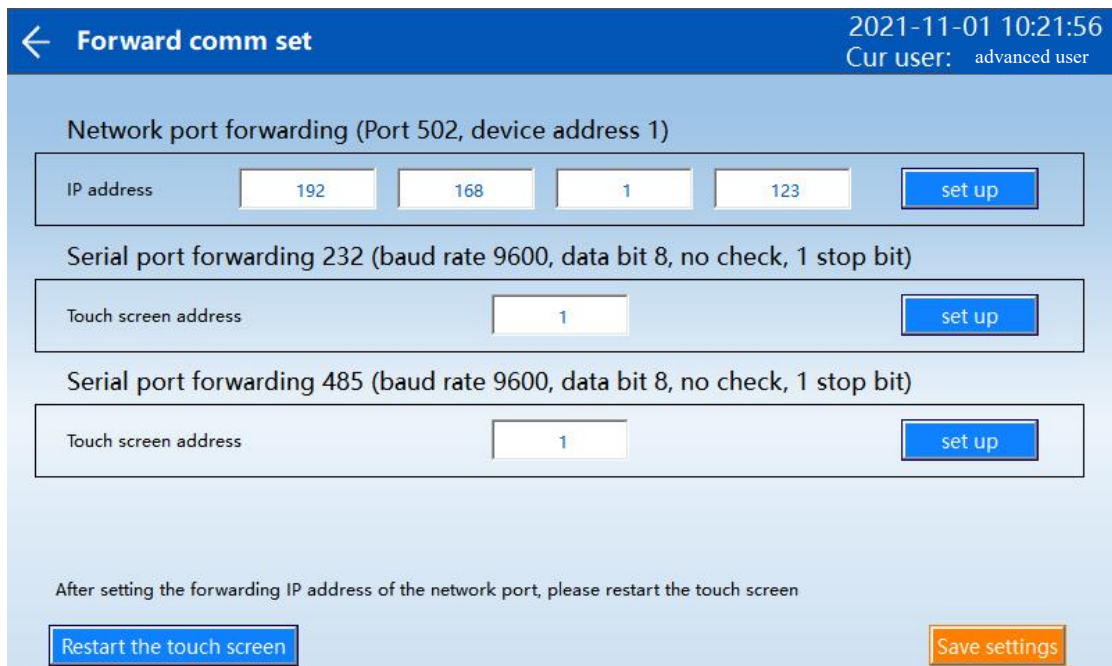 Forward comm set
2021-11-01 10:21:56
Cur user: advanced user
Network port forwarding (Port 502, device address 1)
IP address 192 168 1 123 set up
Serial port forwarding 232 (baud rate 9600, data bit 8, no check, 1 stop bit)
Touch screen address 1 set up
Serial port forwarding 485 (baud rate 9600, data bit 8, no check, 1 stop bit)
Touch screen address 1 set up
After setting the forwarding IP address of the network port, please restart the touch screen
Restart the touch screen Save settings